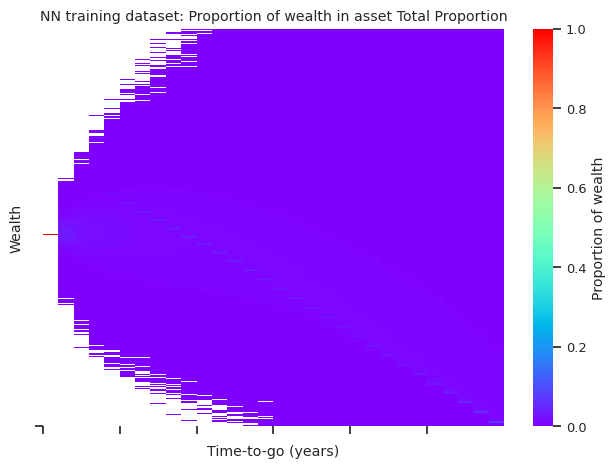 NN training dataset: Proportion of wealth in asset Total Proportion
Wealth
Time-to-go (years)
1.0
0.8
0.6
0.4
0.2
0.0
Proportion of wealth